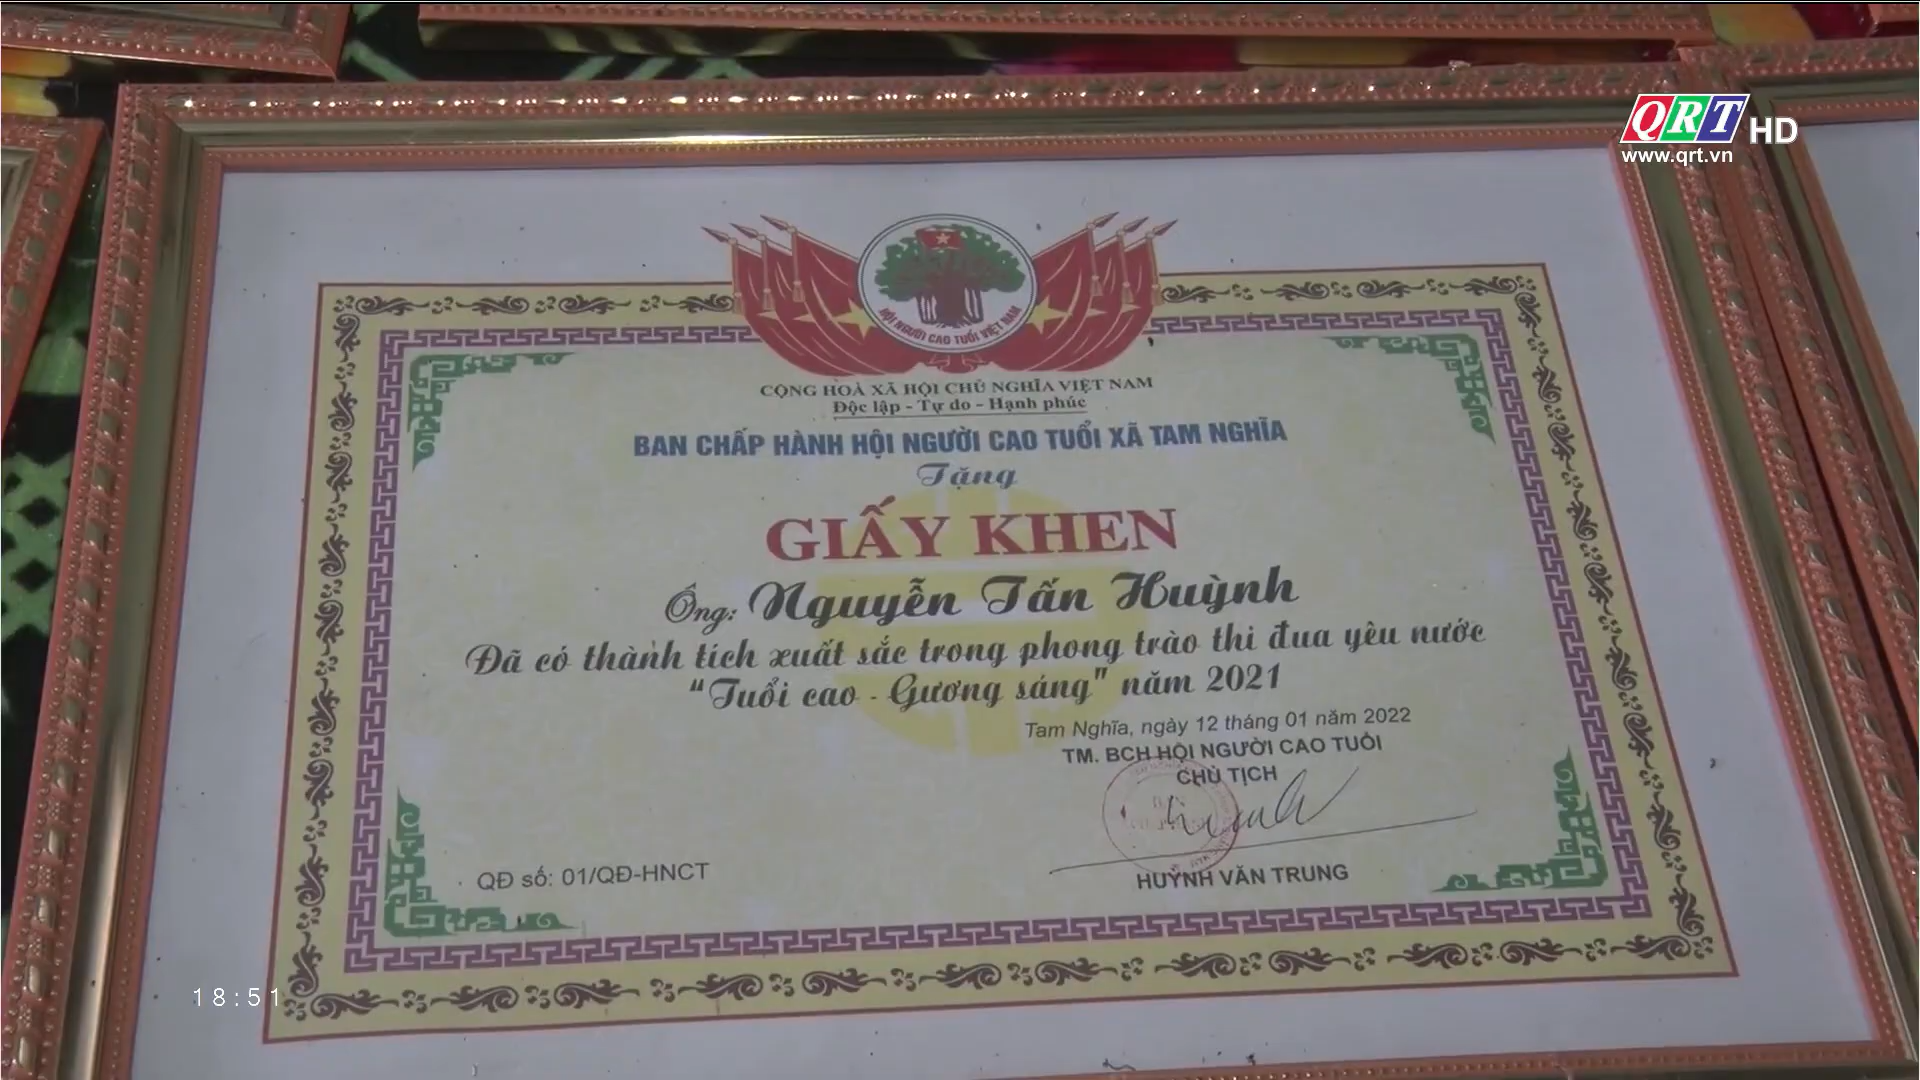 QRT HD
www.qrt.vn
HỘI NGƯỜI CAO TUỔI VIỆT NAM
CỘNG HOÀ XÃ HỘI CHỦ NGHĨA VIỆT NAM
Độc lập - Tự do - Hạnh phúc
BAN CHẤP HÀNH HỘI NGƯỜI CAO TUỔI XÃ TAM NGHĨA
Tặng
GIẤY KHEN
Ông: Nguyễn Tấn Huỳnh
Đã có thành tích xuất sắc trong phong trào thi đua yêu nước
“Tuổi cao - Gương sáng” năm 2021
Tam Nghĩa, ngày 12 tháng 01 năm 2022
TM. BCH HỘI NGƯỜI CAO TUỔI
CHỦ TỊCH
BAN
QĐ số: 01/QĐ-HNCT
HUỲNH VĂN TRUNG
18:51